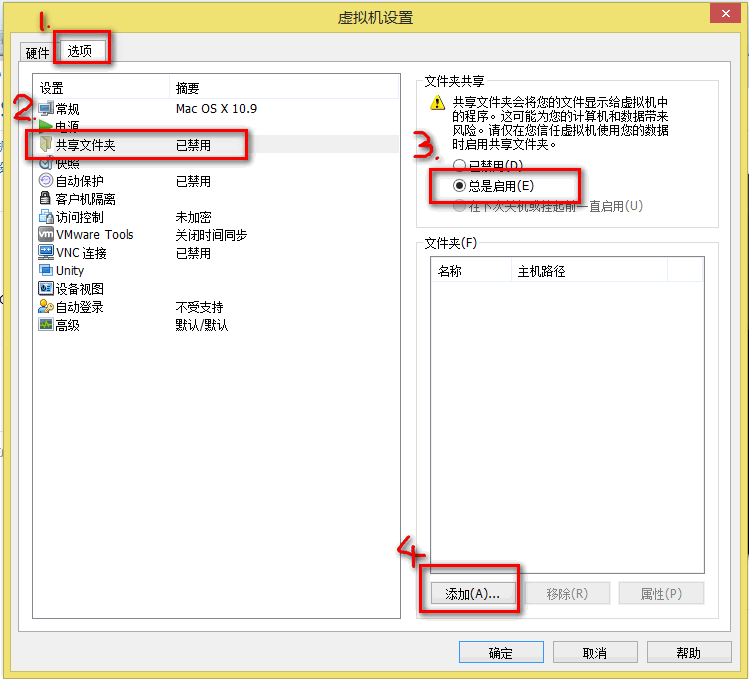 虚拟机设置
1.
硬件
选项
设置 摘要
2.
常规 Mac OS X 10.9
电源
共享文件夹 已禁用
快照
自动保护 已禁用
客户机隔离
访问控制 未加密
VMware Tools 关闭时间同步
VNC 连接 已禁用
Unity
设备视图
自动登录 不受支持
高级 默认/默认
文件夹共享
共享文件夹会将您的文件显示给虚拟机中
的程序。这可能为您的计算机和数据带来
风险。请仅在您信任虚拟机使用您的数据
时启用共享文件夹。
3.
已禁用(D)
总是启用(E)
在下次关机或挂起前一直启用(U)
文件夹(F)
名称 主机路径
4
添加(A)... 移除(R) 属性(P)
确定 取消 帮助